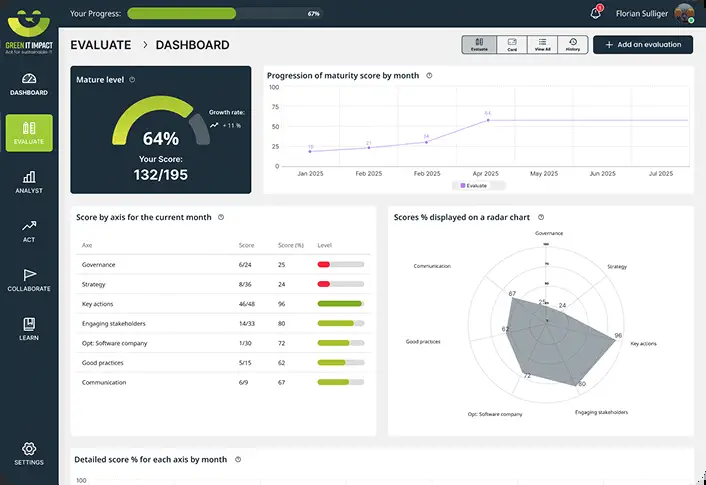 Your Progress: 67% 1 Florian Sulliger
GREEN IT IMPACT
Act for sustainable IT
EVALUATE > DASHBOARD
Evaluate Card View All History
+ Add an evaluation
DASHBOARD
EVALUATE
ANALYST
ACT
COLLABORATE
LEARN
SETTINGS
Mature level
Growth rate:
+ 11 %
64%
Your Score:
132/195
Progression of maturity score by month
100
75
50
25
0
18 21 34 51
Jan 2025 Feb 2025 Feb 2025 Apr 2025 May 2025 Jun 2025 Jul 2025
Evaluate
Score by axis for the current month
Axe Score Score (%) Level
Governance 6/24 25
Strategy 8/36 24
Key actions 46/48 96
Engaging stakeholders 14/33 80
Opt: Software company 1/30 72
Good practices 5/15 62
Communication 6/9 67
Scores % displayed on a radar chart
Governance
100
Communication
Strategy
67
25
24
96
Good practices
62
Key actions
72
80
Opt: Software company
Engaging stakeholders
Detailed score % for each axis by month
100